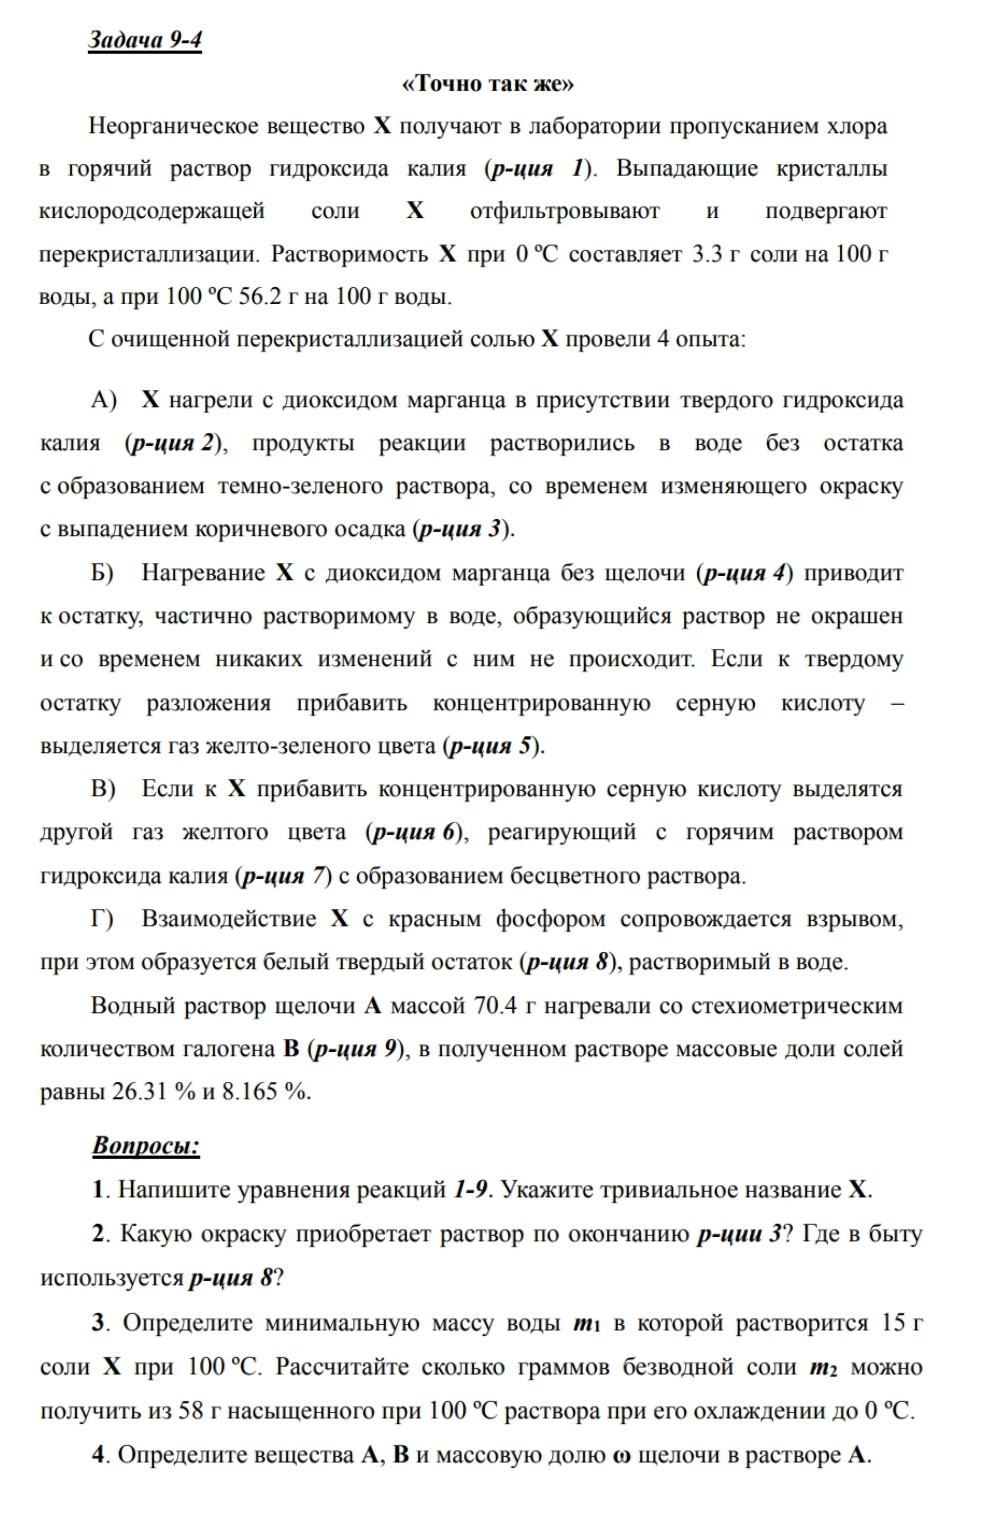 Задача 9-4
«Точно так же»
Неорганическое вещество X получают в лаборатории пропусканием хлора
в горячий раствор гидроксида калия (р-ция 1). Выпадающие кристаллы
кислородсодержащей соли X отфильтровывают и подвергают
перекристаллизации. Растворимость X при 0 ºС составляет 3.3 г соли на 100 г
воды, а при 100 ºС 56.2 г на 100 г воды.
С очищенной перекристаллизацией солью X провели 4 опыта:
А) X нагрели с диоксидом марганца в присутствии твердого гидроксида
калия (р-ция 2), продукты реакции растворились в воде без остатка
с образованием темно-зеленого раствора, со временем изменяющего окраску
с выпадением коричневого осадка (р-ция 3).
Б) Нагревание X с диоксидом марганца без щелочи (р-ция 4) приводит
к остатку, частично растворимому в воде, образующийся раствор не окрашен
и со временем никаких изменений с ним не происходит. Если к твердому
остатку разложения прибавить концентрированную серную кислоту –
выделяется газ желто-зеленого цвета (р-ция 5).
В) Если к X прибавить концентрированную серную кислоту выделятся
другой газ желтого цвета (р-ция 6), реагирующий с горячим раствором
гидроксида калия (р-ция 7) с образованием бесцветного раствора.
Г) Взаимодействие X с красным фосфором сопровождается взрывом,
при этом образуется белый твердый остаток (р-ция 8), растворимый в воде.
Водный раствор щелочи А массой 70.4 г нагревали со стехиометрическим
количеством галогена В (р-ция 9), в полученном растворе массовые доли солей
равны 26.31 % и 8.165 %.
Вопросы:
1. Напишите уравнения реакций 1-9. Укажите тривиальное название X.
2. Какую окраску приобретает раствор по окончанию р-ции 3? Где в быту
используется р-ция 8?
3. Определите минимальную массу воды m1 в которой растворится 15 г
соли X при 100 ºС. Рассчитайте сколько граммов безводной соли m2 можно
получить из 58 г насыщенного при 100 ºС раствора при его охлаждении до 0 ºС.
4. Определите вещества А, В и массовую долю ω щелочи в растворе А.